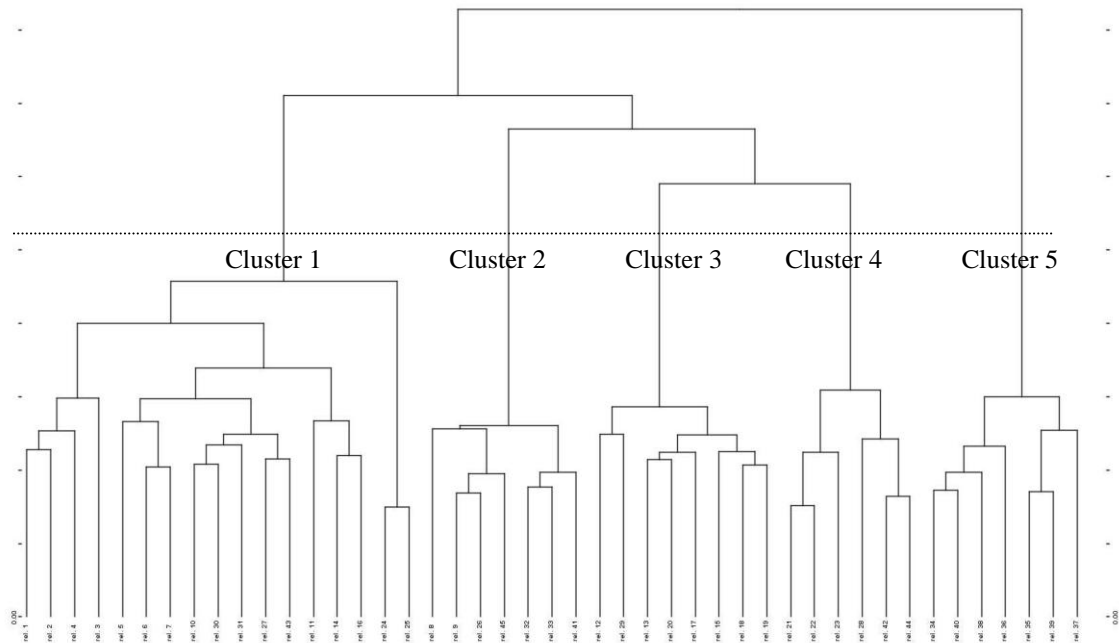 Cluster 1 Cluster 2 Cluster 3 Cluster 4 Cluster 5
0.00 rel. 1 rel. 2 rel. 4 rel. 3 rel. 5 rel. 6 rel. 7 rel. 10 rel. 30 rel. 31 rel. 27 rel. 43 rel. 11 rel. 14 rel. 16 rel. 24 rel. 25 rel. 8 rel. 9 rel. 26 rel. 45 rel. 32 rel. 33 rel. 41 rel. 12 rel. 29 rel. 13 rel. 20 rel. 17 rel. 15 rel. 18 rel. 19 rel. 21 rel. 22 rel. 23 rel. 28 rel. 42 rel. 44 rel. 34 rel. 40 rel. 38 rel. 36 rel. 35 rel. 39 rel. 37 0.00